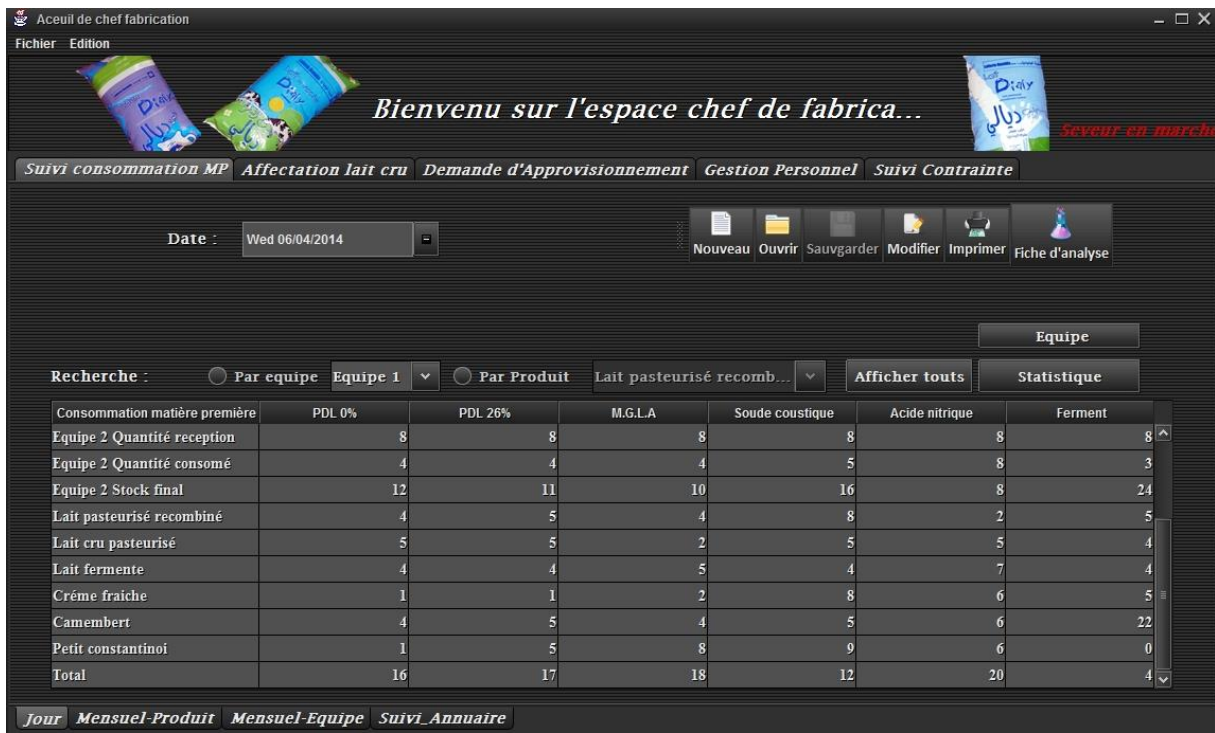 Aceuil de chef fabrication
Fichier Edition
Bienvenu sur l'espace chef de fabrica...
Dialy
ديالي
Seveur en marche
Suivi consommation MP Affectation lait cru Demande d'Approvisionnement Gestion Personnel Suivi Contrainte
Date : Wed 06/04/2014
Nouveau Ouvrir Sauvgarder Modifier Imprimer Fiche d'analyse
Equipe
Recherche : Par equipe Equipe 1 Par Produit Lait pasteurisé recomb... Afficher touts Statistique
Consommation matière première PDL 0% PDL 26% M.G.L.A Soude coustique Acide nitrique Ferment
Equipe 2 Quantité reception 8 8 8 8 8 8
Equipe 2 Quantité consomé 4 4 4 5 8 3
Equipe 2 Stock final 12 11 10 16 8 24
Lait pasteurisé recombiné 4 5 4 8 2 5
Lait cru pasteurisé 5 5 2 5 5 4
Lait fermente 4 4 5 4 7 4
Créme fraiche 1 1 2 8 6 5
Camembert 4 5 4 5 6 22
Petit constantinoi 1 5 8 9 6 0
Total 16 17 18 12 20 4
Jour Mensuel-Produit Mensuel-Equipe Suivi_Annuaire